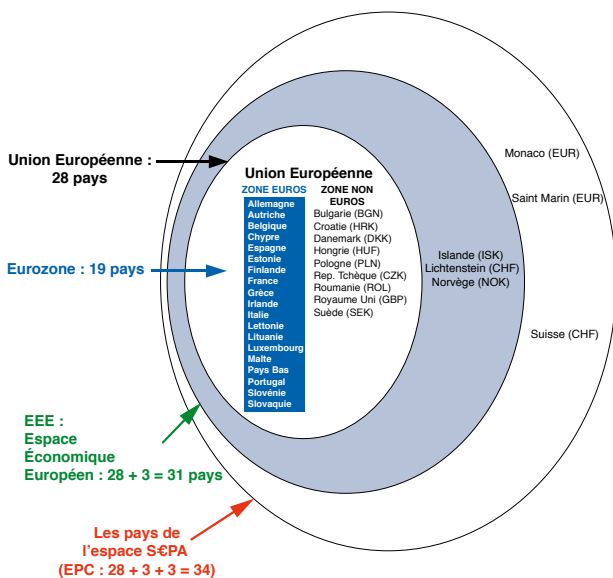 Union Européenne :
28 pays
Eurozone : 19 pays
EEE :
Espace
Économique
Européen : 28 + 3 = 31 pays
Les pays de
l'espace S€PA
(EPC : 28 + 3 + 3 = 34)
Union Européenne
ZONE EUROS
Allemagne
Autriche
Belgique
Chypre
Espagne
Estonie
Finlande
France
Grèce
Irlande
Italie
Lettonie
Lituanie
Luxembourg
Malte
Pays Bas
Portugal
Slovénie
Slovaquie
ZONE NON
EUROS
Bulgarie (BGN)
Croatie (HRK)
Danemark (DKK)
Hongrie (HUF)
Pologne (PLN)
Rep. Tchèque (CZK)
Roumanie (ROL)
Royaume Uni (GBP)
Suède (SEK)
Islande (ISK)
Lichtenstein (CHF)
Norvège (NOK)
Monaco (EUR)
Saint Marin (EUR)
Suisse (CHF)